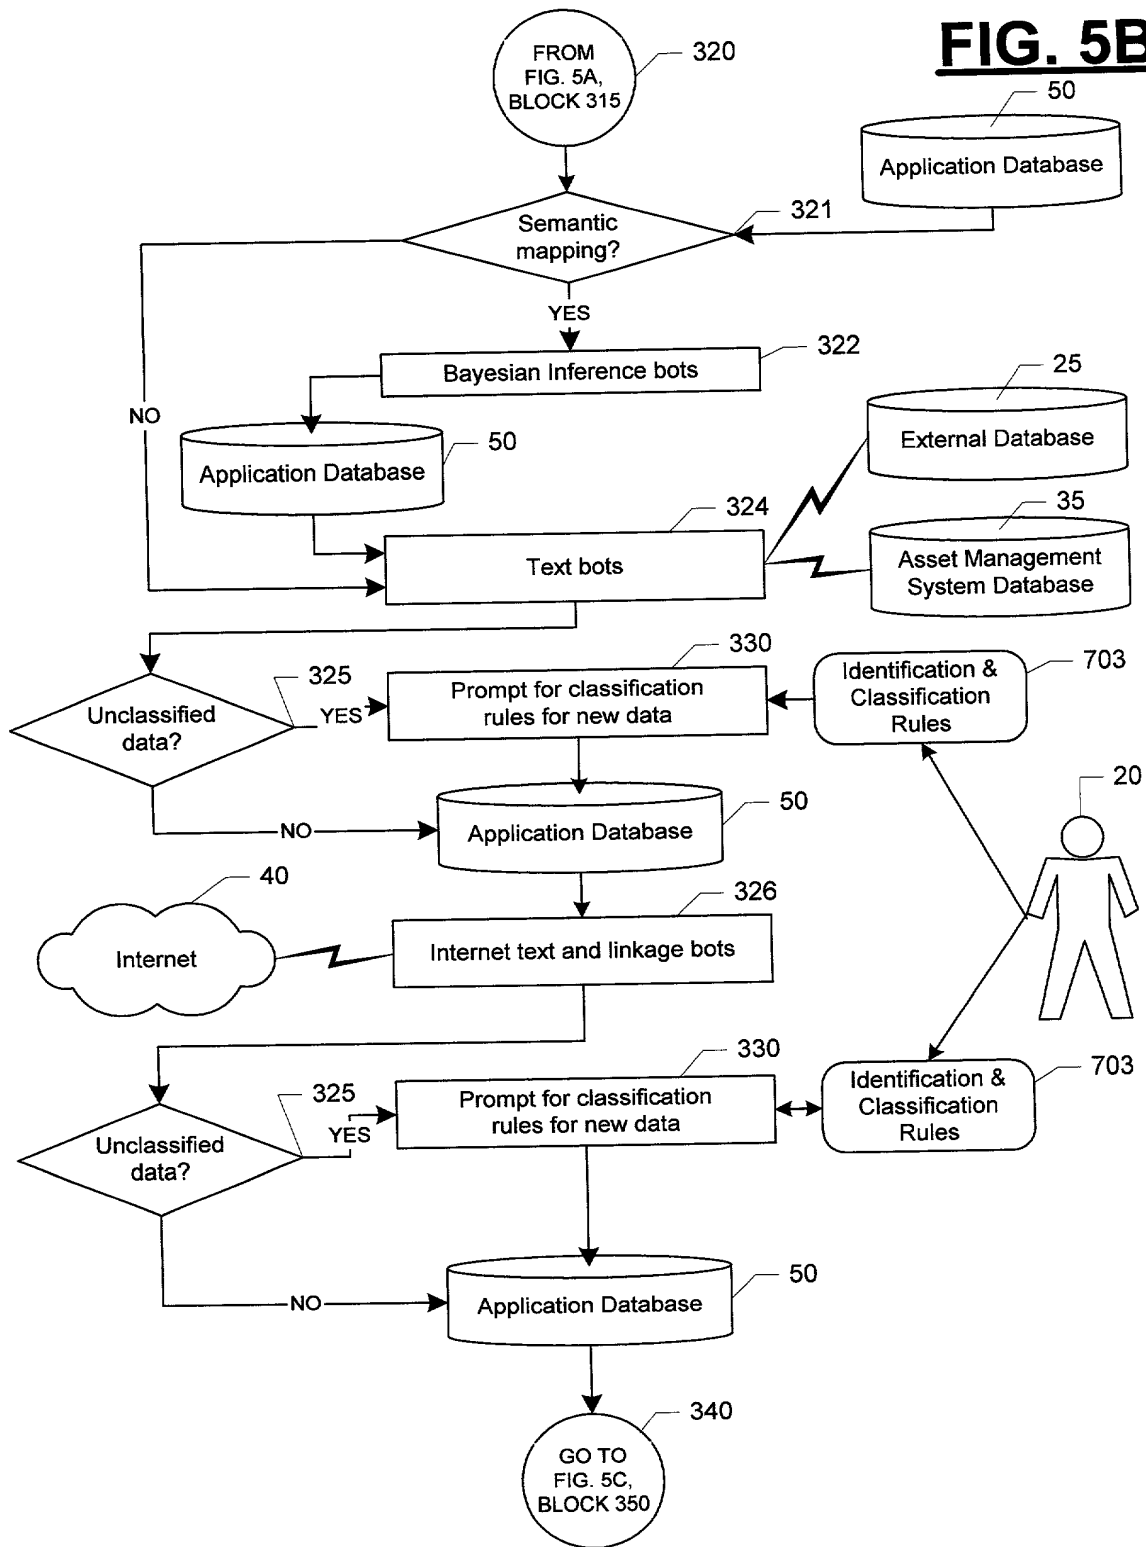 FIG. 5B
FROM
FIG. 5A,
BLOCK 315
320
50
Application Database
Semantic
mapping?
321
YES
Bayesian Inference bots
322
NO
Application Database
50
25
External Database
324
Text bots
35
Asset Management
System Database
Unclassified
data?
325
YES
330
Prompt for classification
rules for new data
Identification &
Classification
Rules
703
20
NO
Application Database
50
40
Internet
326
Internet text and linkage bots
Unclassified
data?
325
YES
330
Prompt for classification
rules for new data
Identification &
Classification
Rules
703
NO
Application Database
50
340
GO TO
FIG. 5C,
BLOCK 350